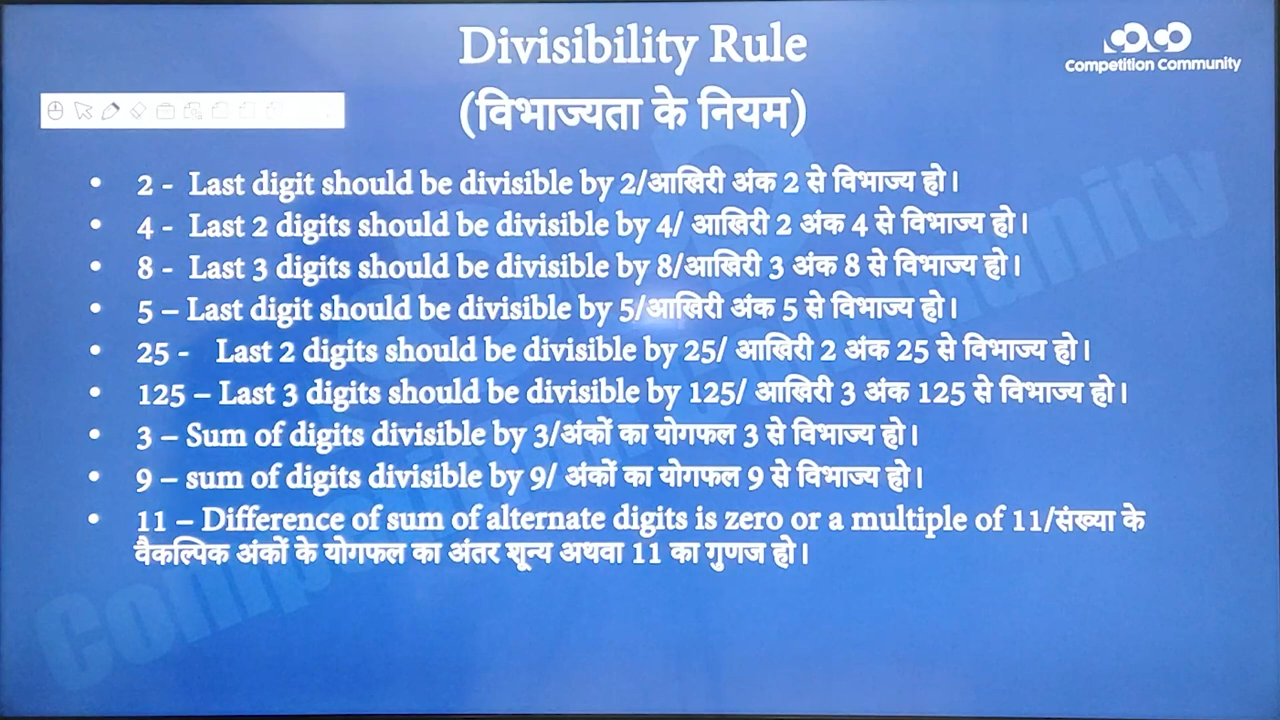 Divisibility Rule
Competition Community
(विभाज्यता के नियम)
• 2 - Last digit should be divisible by 2/आखिरी अंक 2 से विभाज्य हो।
• 4 - Last 2 digits should be divisible by 4/ आखिरी 2 अंक 4 से विभाज्य हो।
• 8 - Last 3 digits should be divisible by 8/आखिरी 3 अंक 8 से विभाज्य हो।
• 5 – Last digit should be divisible by 5/आखिरी अंक 5 से विभाज्य हो।
• 25 - Last 2 digits should be divisible by 25/ आखिरी 2 अंक 25 से विभाज्य हो।
• 125 – Last 3 digits should be divisible by 125/ आखिरी 3 अंक 125 से विभाज्य हो।
• 3 – Sum of digits divisible by 3/अंकों का योगफल 3 से विभाज्य हो।
• 9 – sum of digits divisible by 9/ अंकों का योगफल 9 से विभाज्य हो।
• 11 – Difference of sum of alternate digits is zero or a multiple of 11/संख्या के
वैकल्पिक अंकों के योगफल का अंतर शून्य अथवा 11 का गुणज हो।
Competition Community